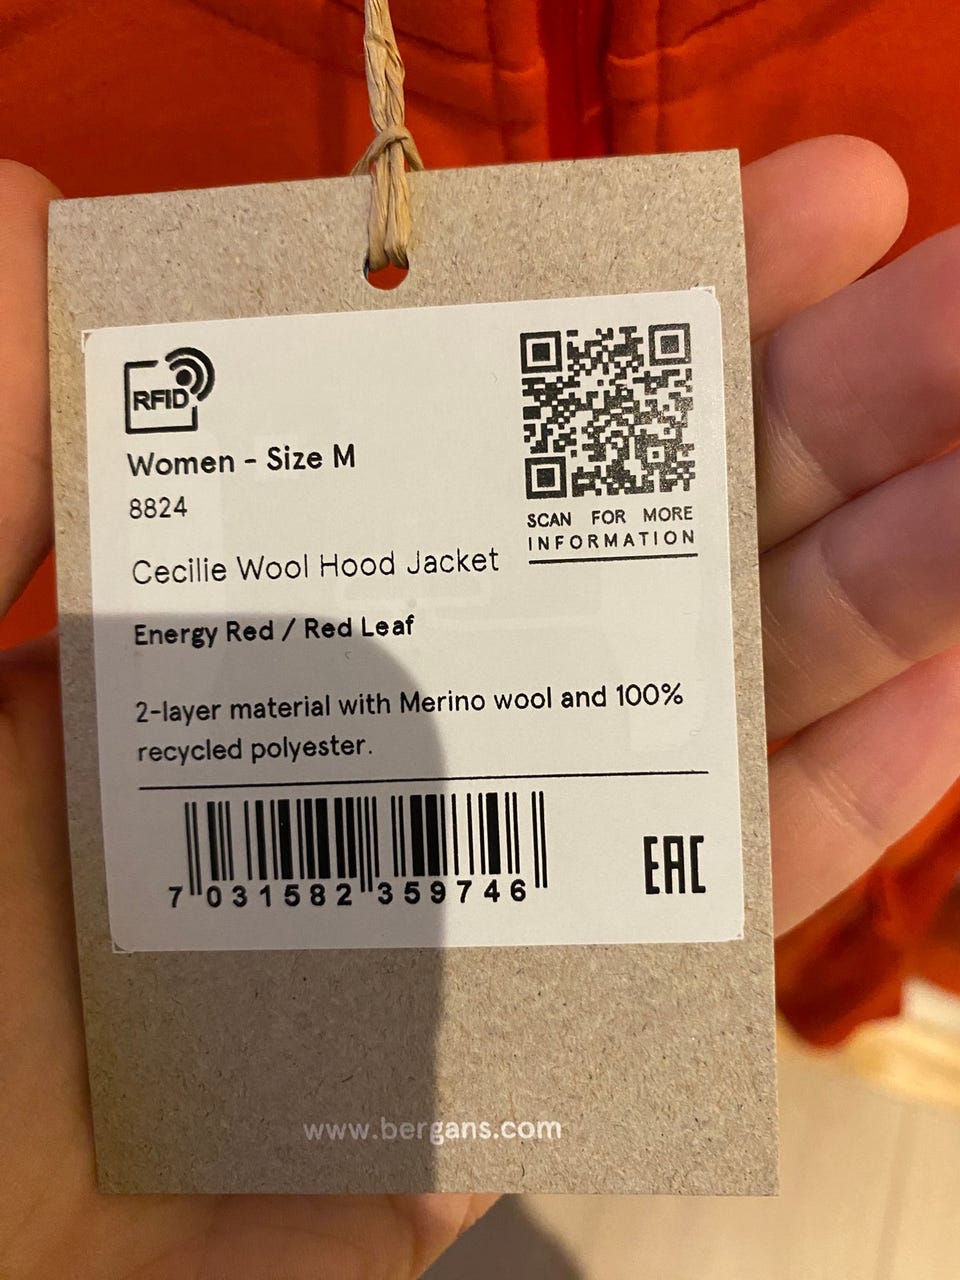 RFID
Women - Size M
8824
SCAN FOR MORE
INFORMATION
Cecilie Wool Hood Jacket
Energy Red / Red Leaf
2-layer material with Merino wool and 100%
recycled polyester.
7 031582 359746
EAC
www.bergans.com